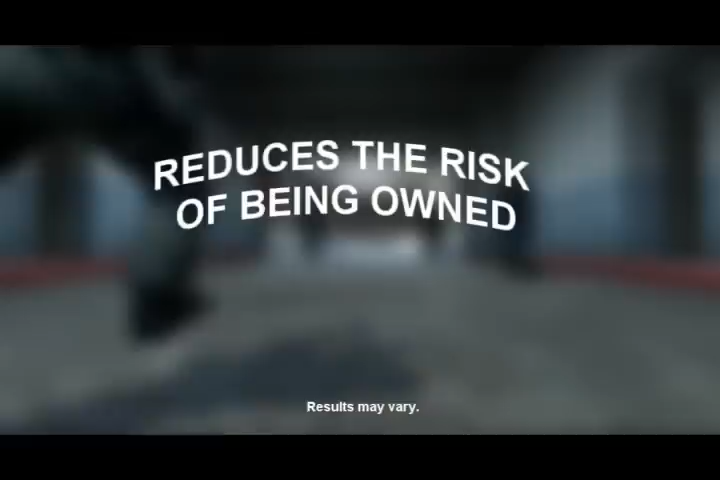 REDUCES THE RISK
OF BEING OWNED
Results may vary.